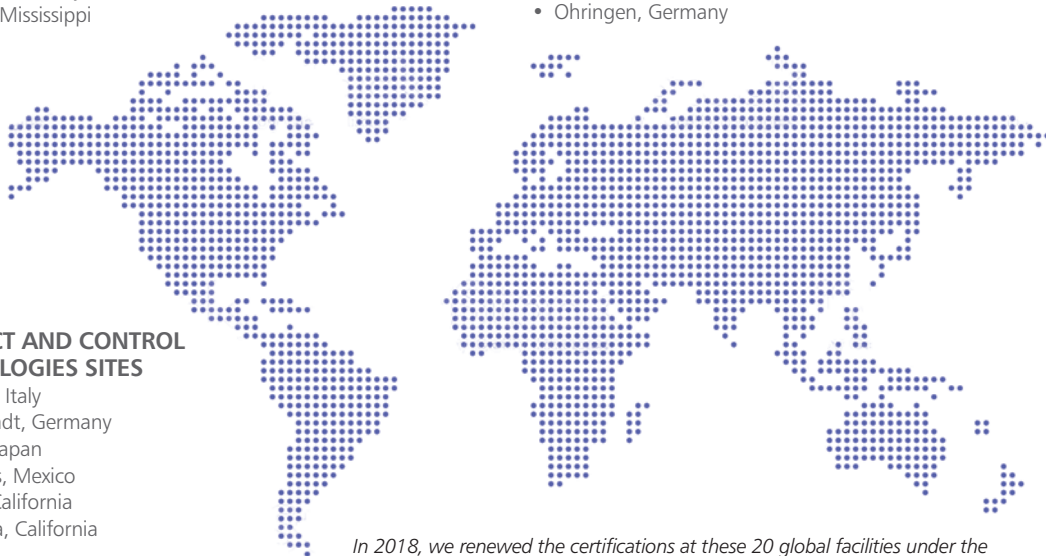 Mississippi
• Ohringen, Germany
CT AND CONTROL
LOGIES SITES
Italy
dt, Germany
apan
s, Mexico
California
a, California
In 2018, we renewed the certifications at these 20 global facilities under the